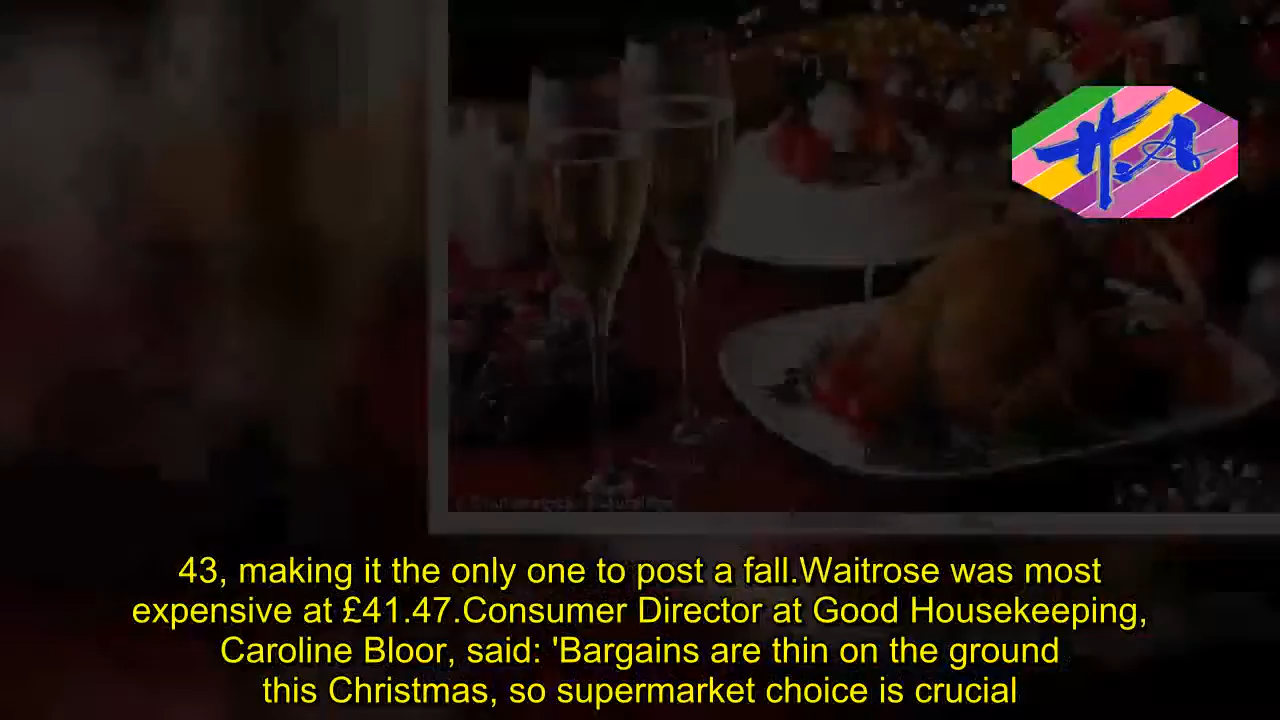 H.A
43, making it the only one to post a fall.Waitrose was most
expensive at £41.47.Consumer Director at Good Housekeeping,
Caroline Bloor, said: 'Bargains are thin on the ground
this Christmas, so supermarket choice is crucial